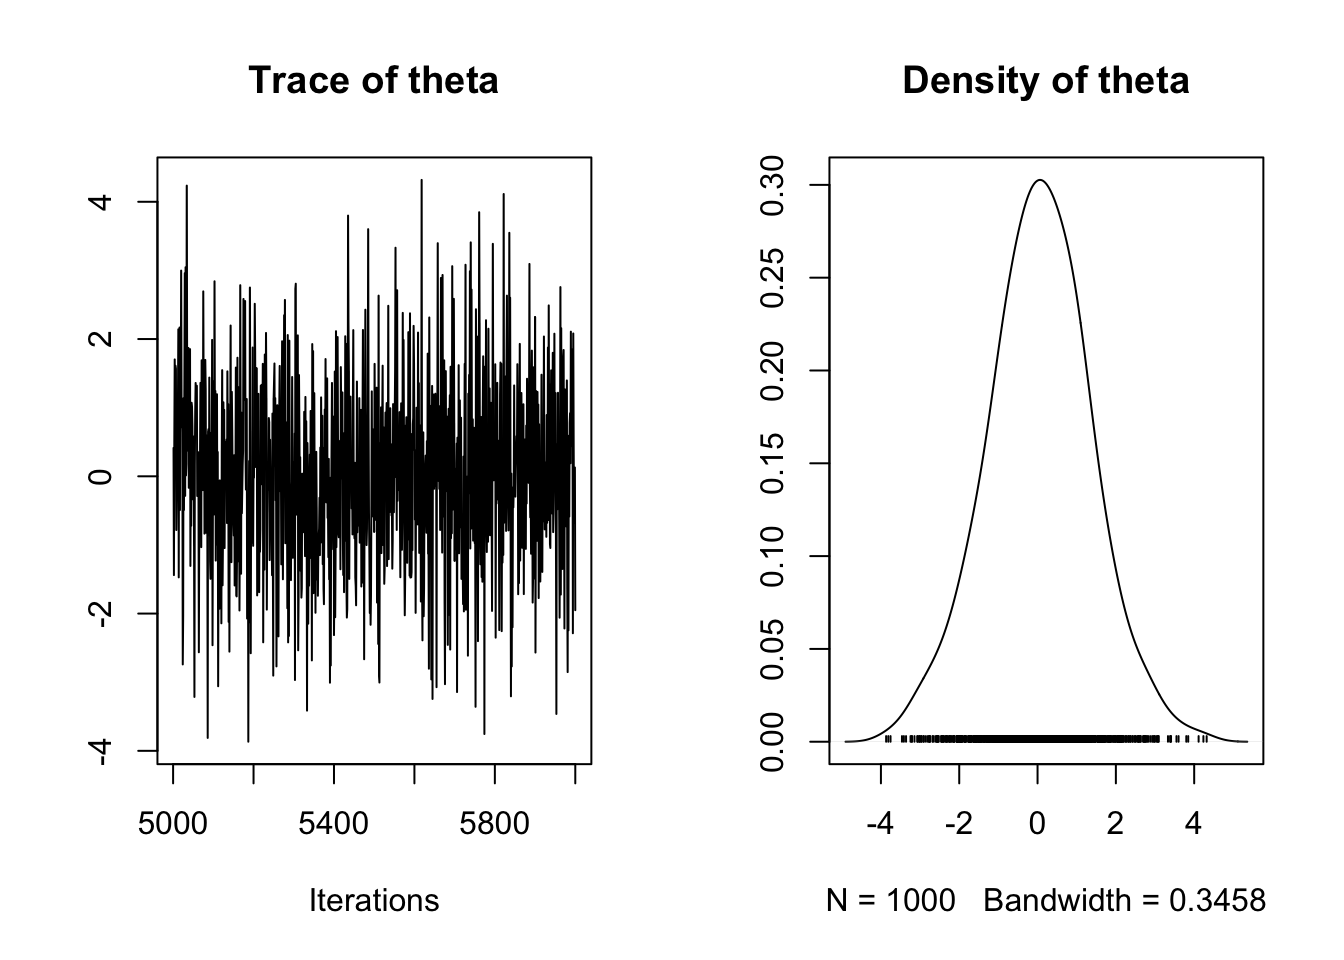 Trace of theta
4
2
0
-2
-4
5000 5400 5800
Iterations
Density of theta
0.30
0.25
0.20
0.15
0.10
0.05
0.00
-4 -2 0 2 4
N = 1000 Bandwidth = 0.3458